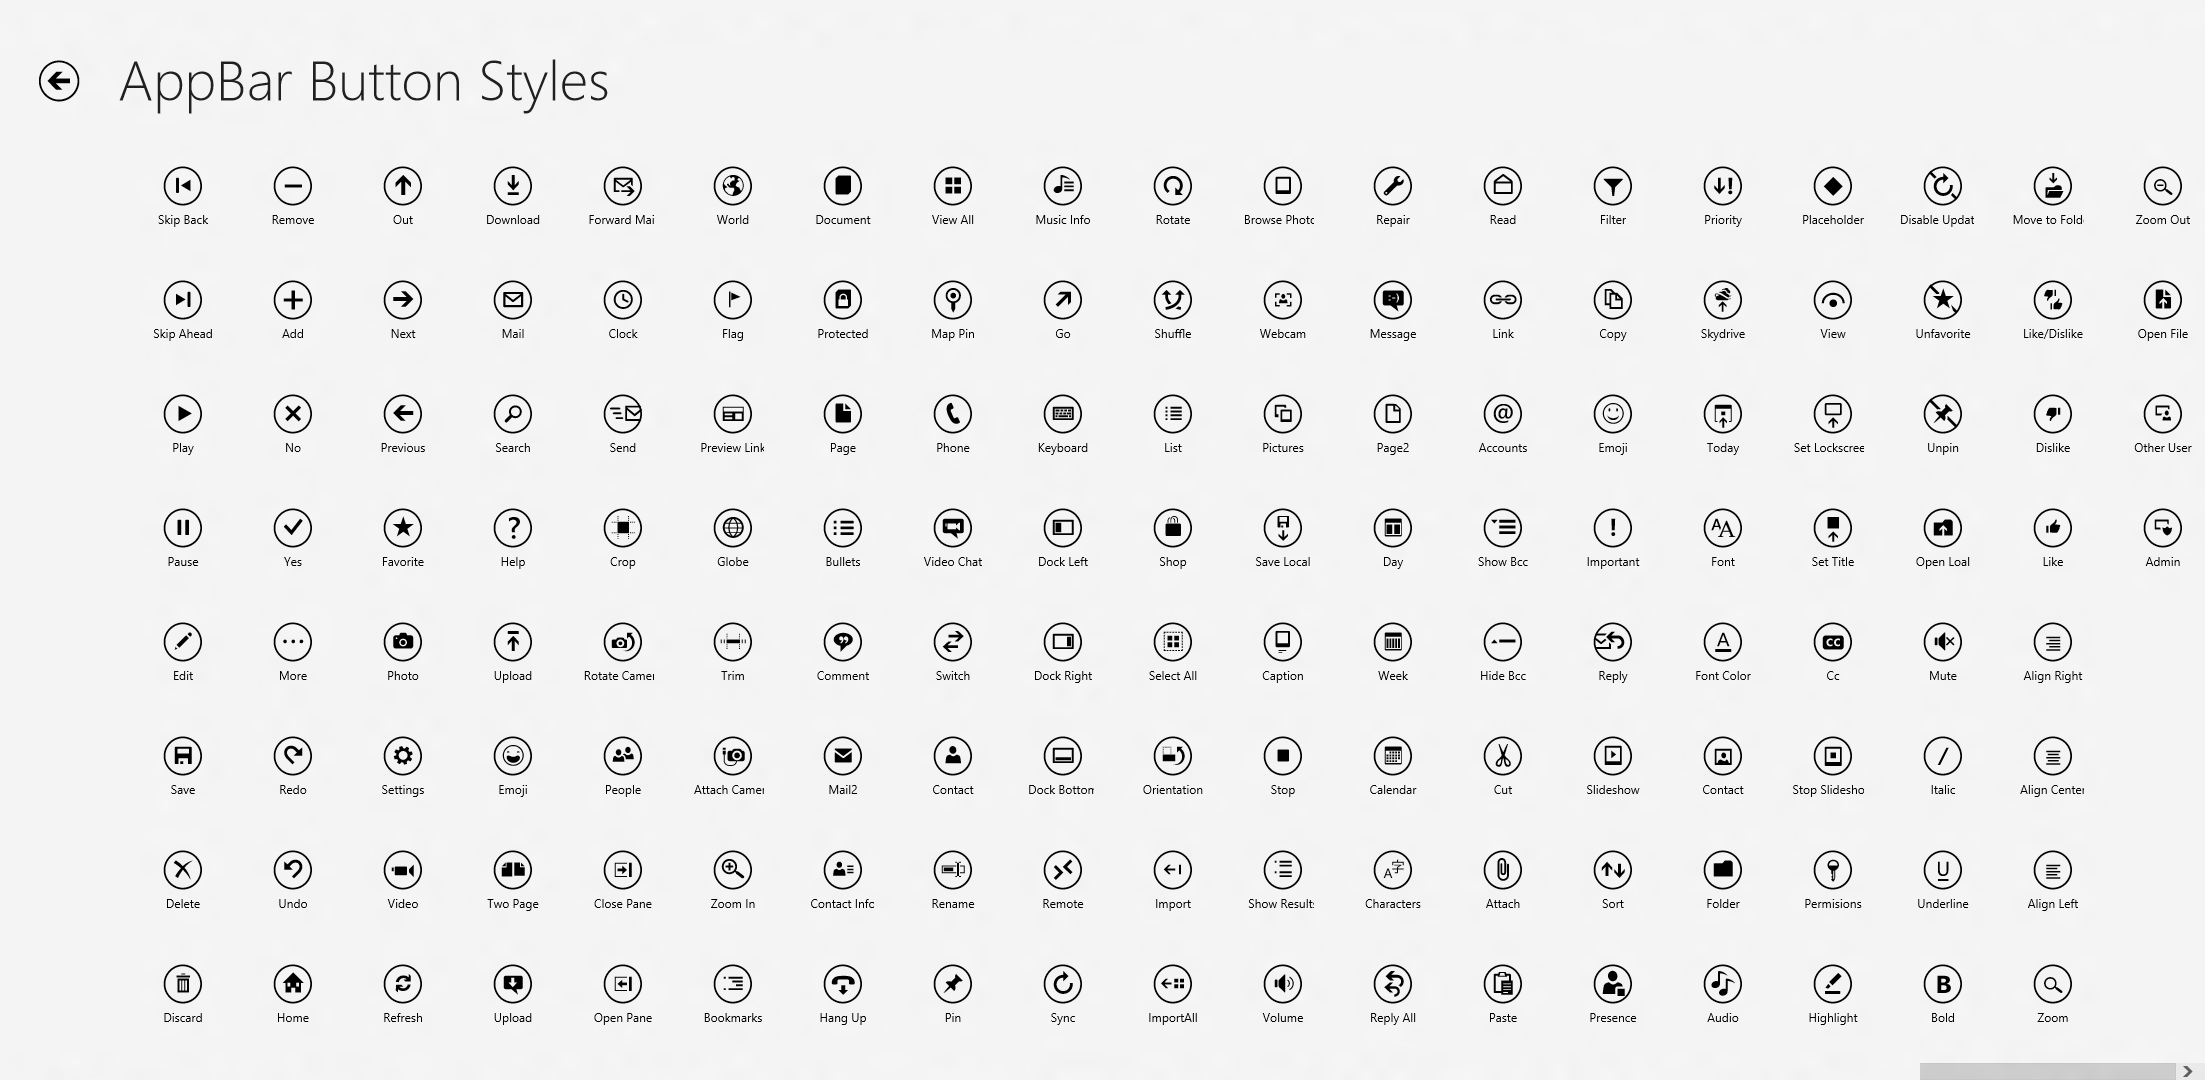 AppBar Button Styles
Skip Back Remove Out Download Forward Mai World Document View All Music Info Rotate Browse Photc Repair Read Filter Priority Placeholder Disable Updat Move to Fold Zoom Out
Skip Ahead Add Next Mail Clock Flag Protected Map Pin Go Shuffle Webcam Message Link Copy Skydrive View Unfavorite Like/Dislike Open File
Play No Previous Search Send Preview Link Page Phone Keyboard List Pictures Page2 Accounts Emoji Today Set Lockscree Unpin Dislike Other User
Pause Yes Favorite Help Crop Globe Bullets Video Chat Dock Left Shop Save Local Day Show Bcc Important Font Set Title Open Loal Like Admin
Edit More Photo Upload Rotate Camer Trim Comment Switch Dock Right Select All Caption Week Hide Bcc Reply Font Color Cc Mute Align Right
Save Redo Settings Emoji People Attach Camer Mail2 Contact Dock Bottom Orientation Stop Calendar Cut Slideshow Contact Stop Slidesho Italic Align Center
Delete Undo Video Two Page Close Pane Zoom In Contact Info Rename Remote Import Show Results Characters Attach Sort Folder Permisions Underline Align Left
Discard Home Refresh Upload Open Pane Bookmarks Hang Up Pin Sync ImportAll Volume Reply All Paste Presence Audio Highlight Bold Zoom